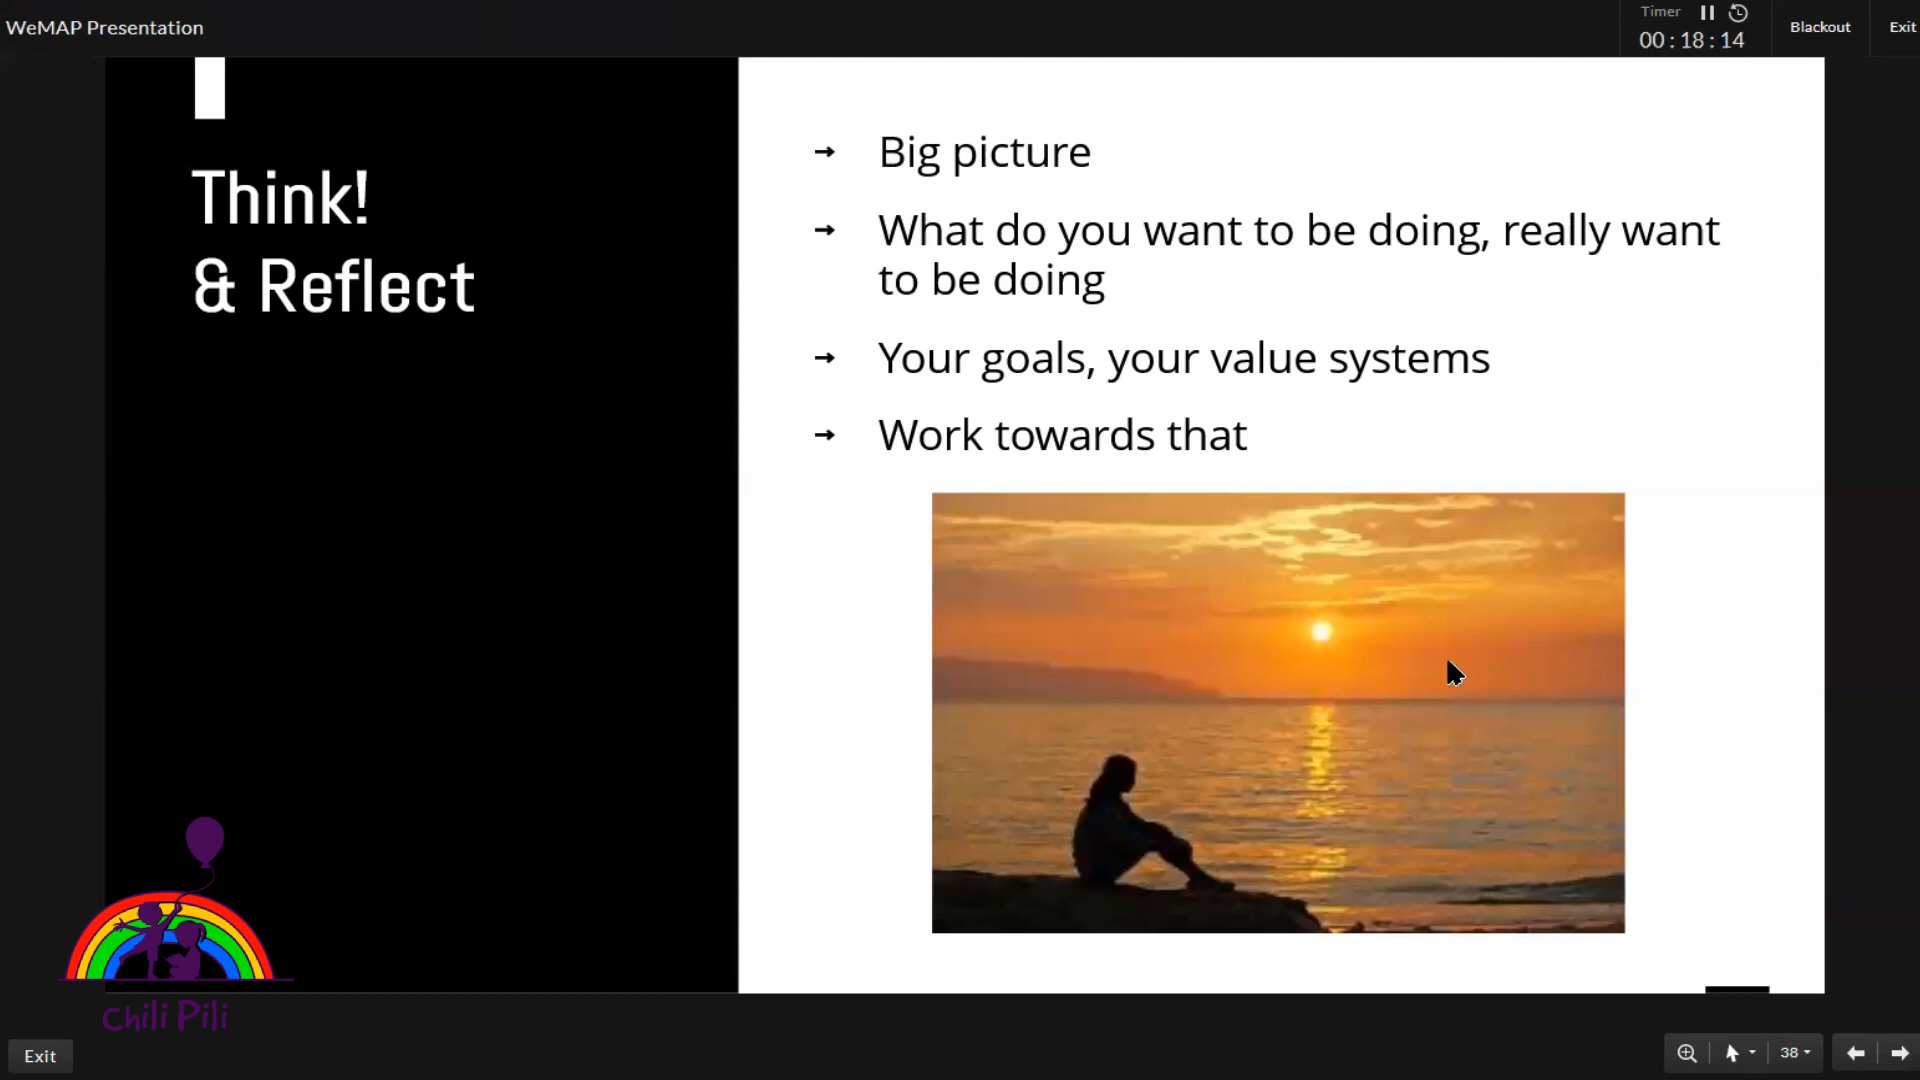 WeMAP Presentation
Timer
00 : 18 : 14
Blackout
Exit
Think!
& Reflect
→ Big picture
→ What do you want to be doing, really want
to be doing
→ Your goals, your value systems
→ Work towards that
Chili Pili
Exit
38